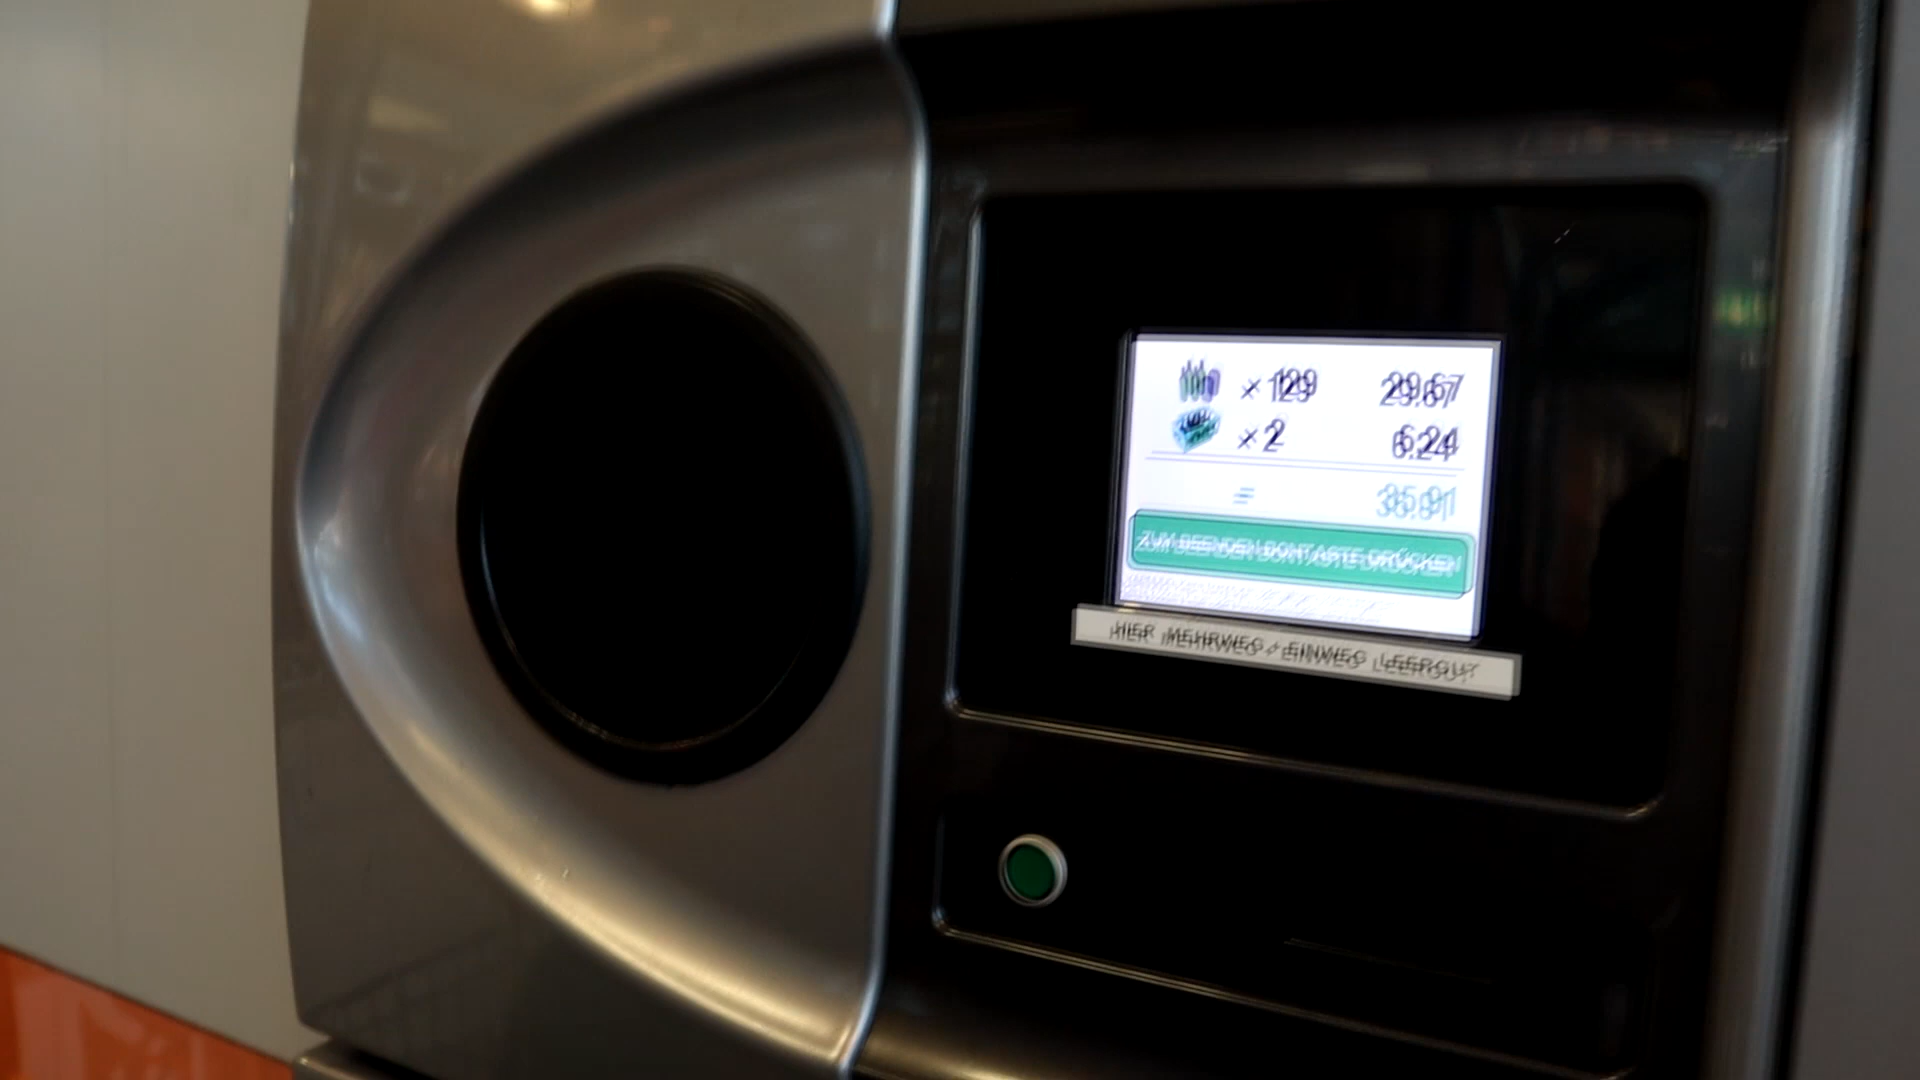 × 129 29.67
× 2 6.24
= 35.91
ZUM BEENDEN BONTASTE DRÜCKEN
HIER MEHRWEG + EINWEG LEERGUT